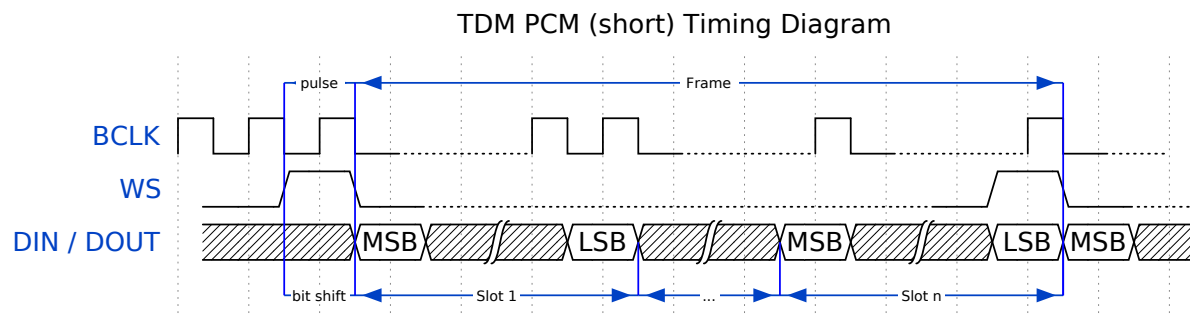 TDM PCM (short) Timing Diagram
pulse
Frame
BCLK
WS
DIN / DOUT
MSB
LSB
MSB
LSB
MSB
bit shift
Slot 1
...
Slot n